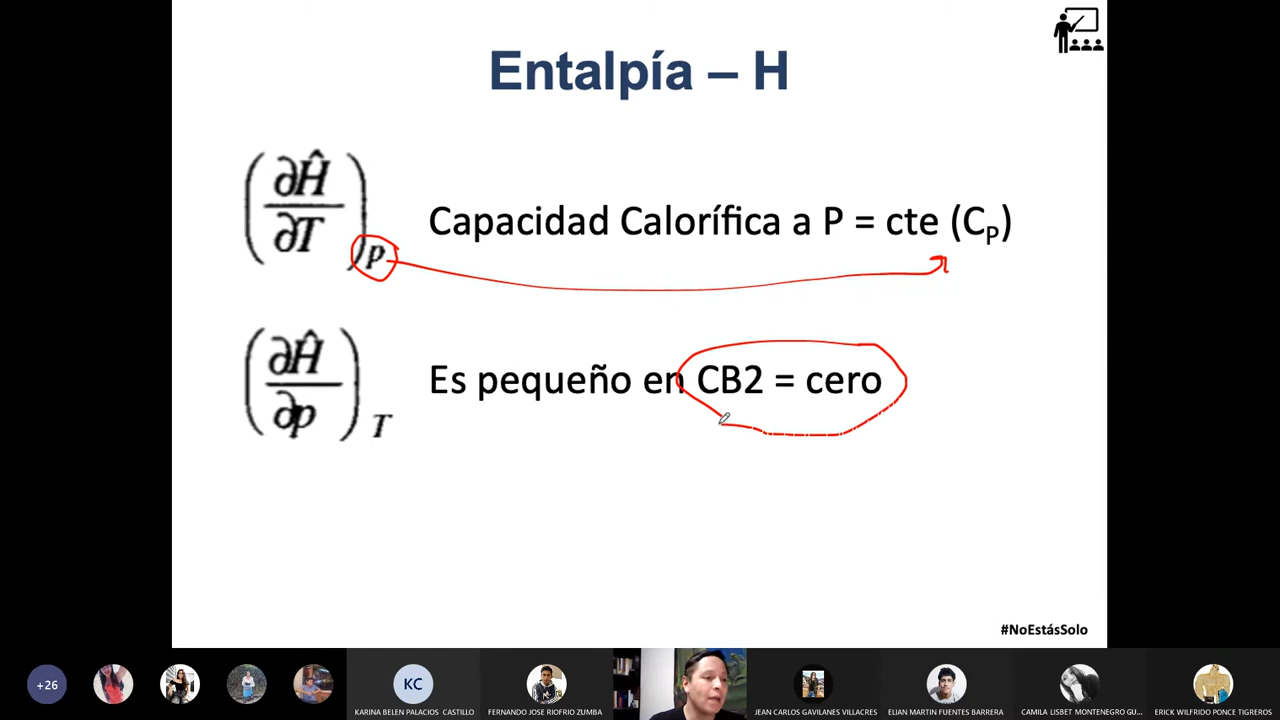 Entalpía – H
(∂Ĥ/∂T)p Capacidad Calorífica a P = cte (CP)
(∂Ĥ/∂p)T Es pequeño en CB2 = cero
#NoEstásSolo
+26
KC
KARINA BELEN PALACIOS CASTILLO
FERNANDO JOSE RIOFRIO ZUMBA
JEAN CARLOS GAVILANES VILLACRES
ELIAN MARTIN FUENTES BARRERA
CAMILA LISBET MONTENEGRO GU...
ERICK WILFRIDO PONCE TIGREROS